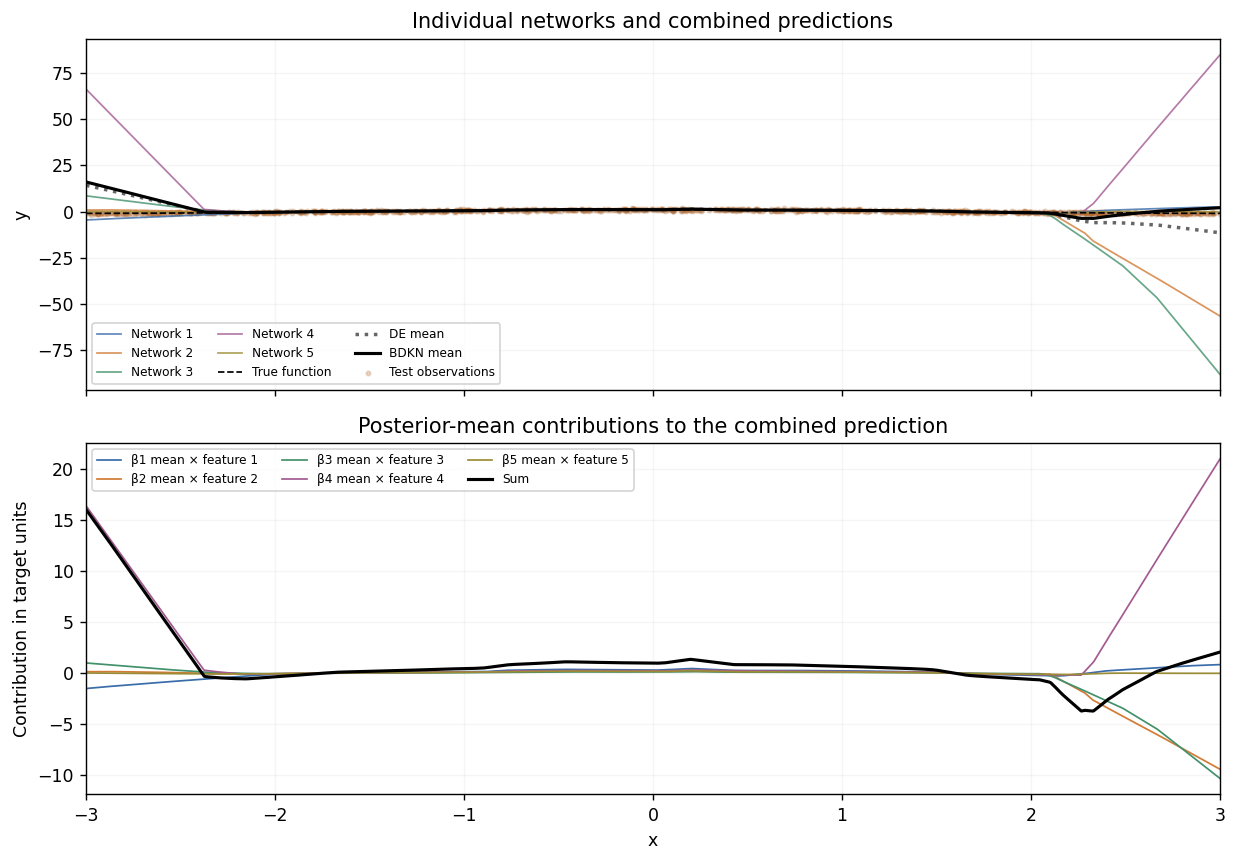 Individual networks and combined predictions
75
50
25
0
−25
−50
−75
y
Network 1
Network 2
Network 3
Network 4
Network 5
True function
DE mean
BDKN mean
Test observations
Posterior-mean contributions to the combined prediction
20
15
10
5
0
−5
−10
Contribution in target units
β1 mean × feature 1
β2 mean × feature 2
β3 mean × feature 3
β4 mean × feature 4
β5 mean × feature 5
Sum
−3
−2
−1
0
1
2
3
x